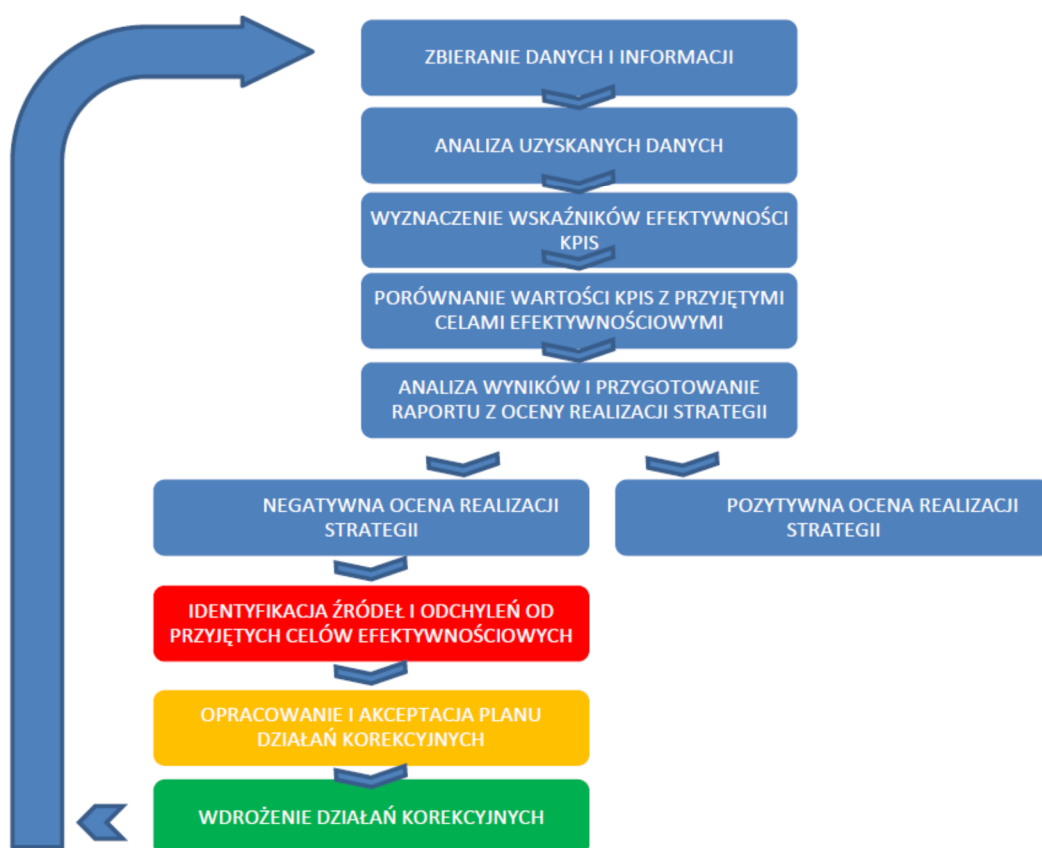 ZBIERANIE DANYCH I INFORMACJI
ANALIZA UZYSKANYCH DANYCH
WYZNACZENIE WSKAŹNIKÓW EFEKTYWNOŚCI
KPIS
PORÓWNANIE WARTOŚCI KPIS Z PRZYJĘTYMI
CELAMI EFEKTYWNOŚCIOWYMI
ANALIZA WYNIKÓW I PRZYGOTOWANIE
RAPORTU Z OCENY REALIZACJI STRATEGII
NEGATYWNA OCENA REALIZACJI
STRATEGII
POZYTYWNA OCENA REALIZACJI
STRATEGII
IDENTYFIKACJA ŹRÓDEŁ I ODCHYLEŃ OD
PRZYJĘTYCH CELÓW EFEKTYWNOŚCIOWYCH
OPRACOWANIE I AKCEPTACJA PLANU
DZIAŁAŃ KOREKCYJNYCH
WDROŻENIE DZIAŁAŃ KOREKCYJNYCH